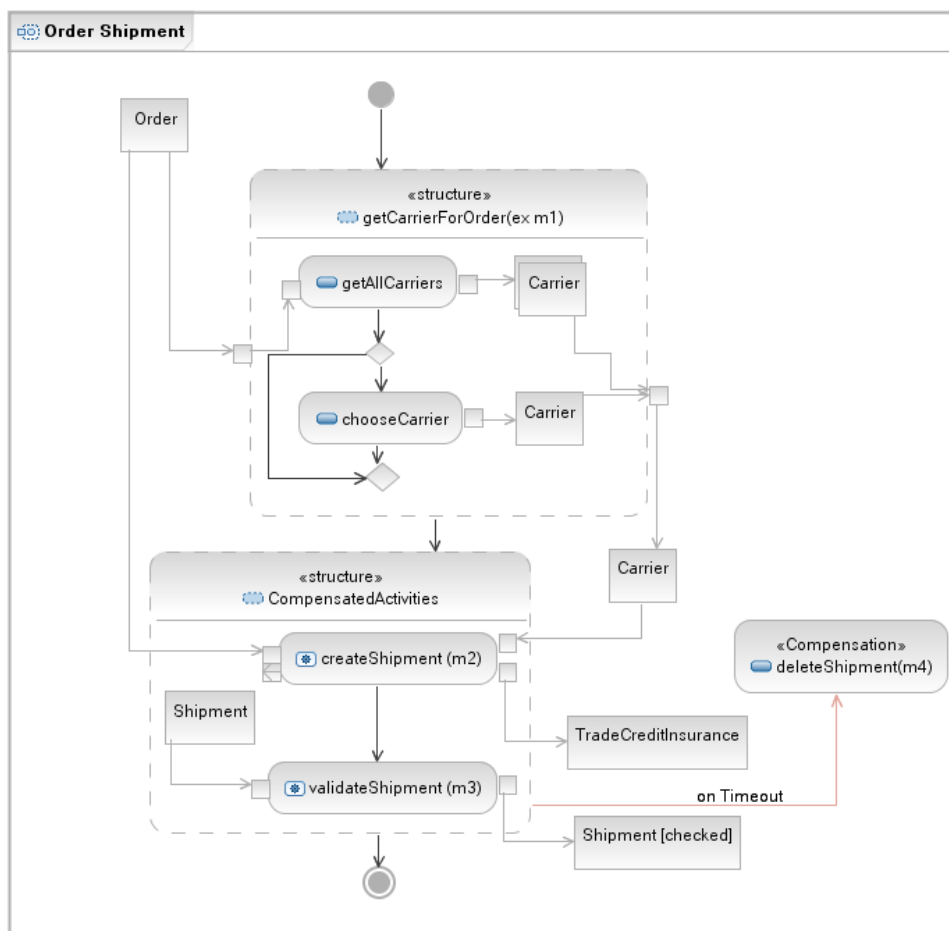 Order Shipment
Order
«structure»
getCarrierForOrder(ex m1)
getAllCarriers
Carrier
chooseCarrier
Carrier
«structure»
CompensatedActivities
Carrier
createShipment (m2)
«Compensation»
deleteShipment(m4)
Shipment
TradeCreditInsurance
validateShipment (m3)
on Timeout
Shipment [checked]